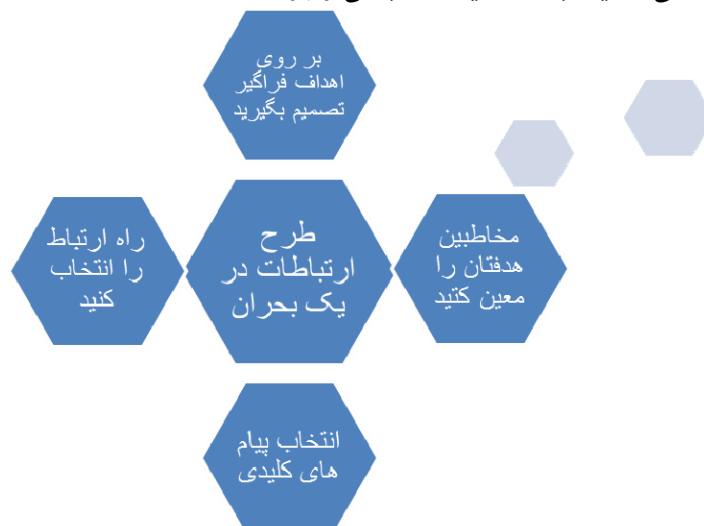 بر روی
اهداف فراگیر
تصمیم بگیرید
مخاطبین
هدفتان را
معین کتید
طرح
ارتباطات در
یک بحران
راه ارتباط
را انتخاب
کنید
انتخاب پیام
های کلیدی